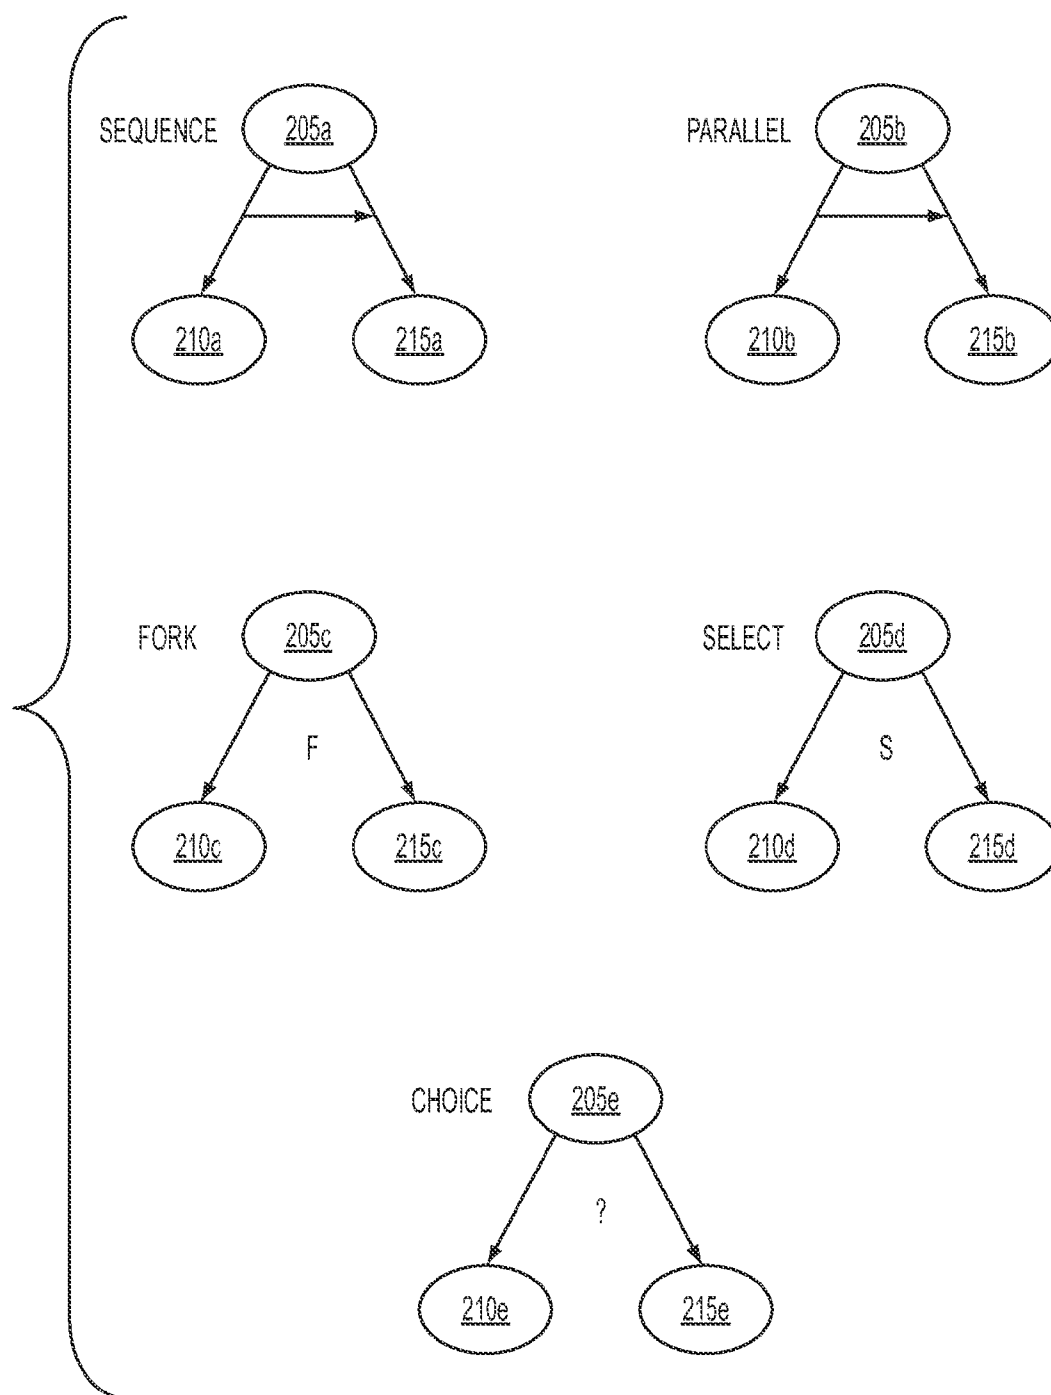 SEQUENCE 205a
PARALLEL 205b
210a 215a
210b 215b
FORK 205c
SELECT 205d
F
S
210c 215c
210d 215d
CHOICE 205e
?
210e 215e